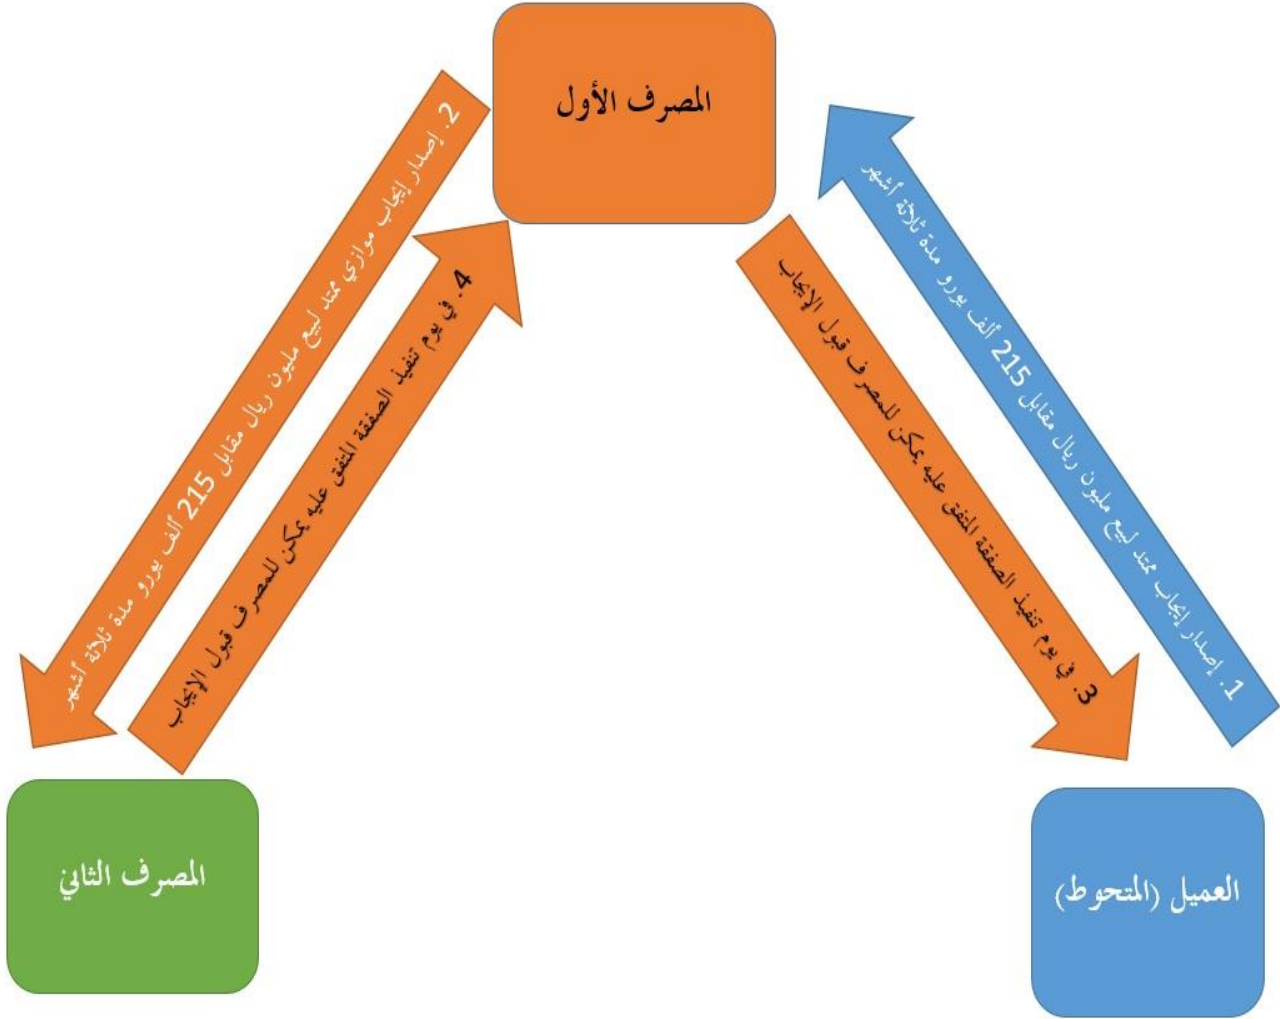 المصرف الأول
1. إصدار إيجاب ممتد لبيع مليون ريال مقابل 215 ألف يورو مدة ثلاثة أشهر
2. إصدار إيجاب موازي ممتد لبيع مليون ريال مقابل 215 ألف يورو مدة ثلاثة أشهر
3. في يوم تنفيذ الصفقة المتفق عليه يمكن للمصرف قبول الإيجاب
4. في يوم تنفيذ الصفقة المتفق عليه يمكن للمصرف قبول الإيجاب
العميل (المتحوط)
المصرف الثاني